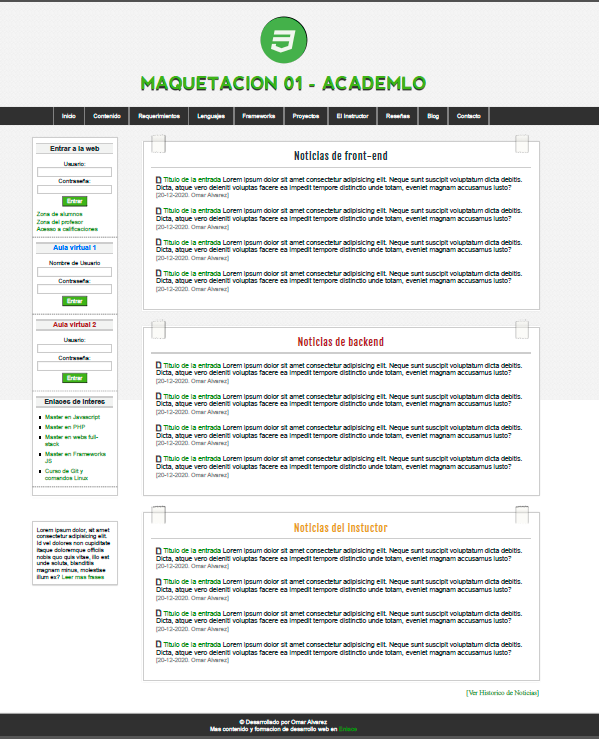 MAQUETACION 01 - ACADEMLO
Inicio Contenido Requerimientos Lenguajes Frameworks Proyectos El Instructor Reseñas Blog Contacto
Entrar a la web
Usuario:
Contraseña:
Entrar
Zona de alumnos
Zona del profesor
Acceso a calificaciones
Aula virtual 1
Nombre de Usuario
Contraseña:
Entrar
Aula virtual 2
Usuario:
Contraseña:
Entrar
Enlaces de interes
Master en Javascript
Master en PHP
Master en webs full-
stack
Master en Frameworks
JS
Curso de Git y
comandos Linux
Lorem ipsum dolor, sit amet
consectetur adipisicing elit.
Id vel dolores non cupiditate
itaque doloremque officiis
nobis quo quis vitae, illo est
unde soluta, blanditiis
magnam minus, molestiae
illum ex? Leer mas frases
Noticias de front-end
Titulo de la entrada Lorem ipsum dolor sit amet consectetur adipisicing elit. Neque sunt suscipit voluptatum dicta debitis.
Dicta, atque vero deleniti voluptas facere ea impedit tempore distinctio unde totam, eveniet magnam accusamus iusto?
[20-12-2020. Omar Alvarez]
Titulo de la entrada Lorem ipsum dolor sit amet consectetur adipisicing elit. Neque sunt suscipit voluptatum dicta debitis.
Dicta, atque vero deleniti voluptas facere ea impedit tempore distinctio unde totam, eveniet magnam accusamus iusto?
[20-12-2020. Omar Alvarez]
Titulo de la entrada Lorem ipsum dolor sit amet consectetur adipisicing elit. Neque sunt suscipit voluptatum dicta debitis.
Dicta, atque vero deleniti voluptas facere ea impedit tempore distinctio unde totam, eveniet magnam accusamus iusto?
[20-12-2020. Omar Alvarez]
Titulo de la entrada Lorem ipsum dolor sit amet consectetur adipisicing elit. Neque sunt suscipit voluptatum dicta debitis.
Dicta, atque vero deleniti voluptas facere ea impedit tempore distinctio unde totam, eveniet magnam accusamus iusto?
[20-12-2020. Omar Alvarez]
Noticias de backend
Titulo de la entrada Lorem ipsum dolor sit amet consectetur adipisicing elit. Neque sunt suscipit voluptatum dicta debitis.
Dicta, atque vero deleniti voluptas facere ea impedit tempore distinctio unde totam, eveniet magnam accusamus iusto?
[20-12-2020. Omar Alvarez]
Titulo de la entrada Lorem ipsum dolor sit amet consectetur adipisicing elit. Neque sunt suscipit voluptatum dicta debitis.
Dicta, atque vero deleniti voluptas facere ea impedit tempore distinctio unde totam, eveniet magnam accusamus iusto?
[20-12-2020. Omar Alvarez]
Titulo de la entrada Lorem ipsum dolor sit amet consectetur adipisicing elit. Neque sunt suscipit voluptatum dicta debitis.
Dicta, atque vero deleniti voluptas facere ea impedit tempore distinctio unde totam, eveniet magnam accusamus iusto?
[20-12-2020. Omar Alvarez]
Titulo de la entrada Lorem ipsum dolor sit amet consectetur adipisicing elit. Neque sunt suscipit voluptatum dicta debitis.
Dicta, atque vero deleniti voluptas facere ea impedit tempore distinctio unde totam, eveniet magnam accusamus iusto?
[20-12-2020. Omar Alvarez]
Noticias del instuctor
Titulo de la entrada Lorem ipsum dolor sit amet consectetur adipisicing elit. Neque sunt suscipit voluptatum dicta debitis.
Dicta, atque vero deleniti voluptas facere ea impedit tempore distinctio unde totam, eveniet magnam accusamus iusto?
[20-12-2020. Omar Alvarez]
Titulo de la entrada Lorem ipsum dolor sit amet consectetur adipisicing elit. Neque sunt suscipit voluptatum dicta debitis.
Dicta, atque vero deleniti voluptas facere ea impedit tempore distinctio unde totam, eveniet magnam accusamus iusto?
[20-12-2020. Omar Alvarez]
Titulo de la entrada Lorem ipsum dolor sit amet consectetur adipisicing elit. Neque sunt suscipit voluptatum dicta debitis.
Dicta, atque vero deleniti voluptas facere ea impedit tempore distinctio unde totam, eveniet magnam accusamus iusto?
[20-12-2020. Omar Alvarez]
Titulo de la entrada Lorem ipsum dolor sit amet consectetur adipisicing elit. Neque sunt suscipit voluptatum dicta debitis.
Dicta, atque vero deleniti voluptas facere ea impedit tempore distinctio unde totam, eveniet magnam accusamus iusto?
[20-12-2020. Omar Alvarez]
[Ver Historico de Noticias]
© Desarrollado por Omar Alvarez
Mas contenido y formacion de desarrollo web en Enlace